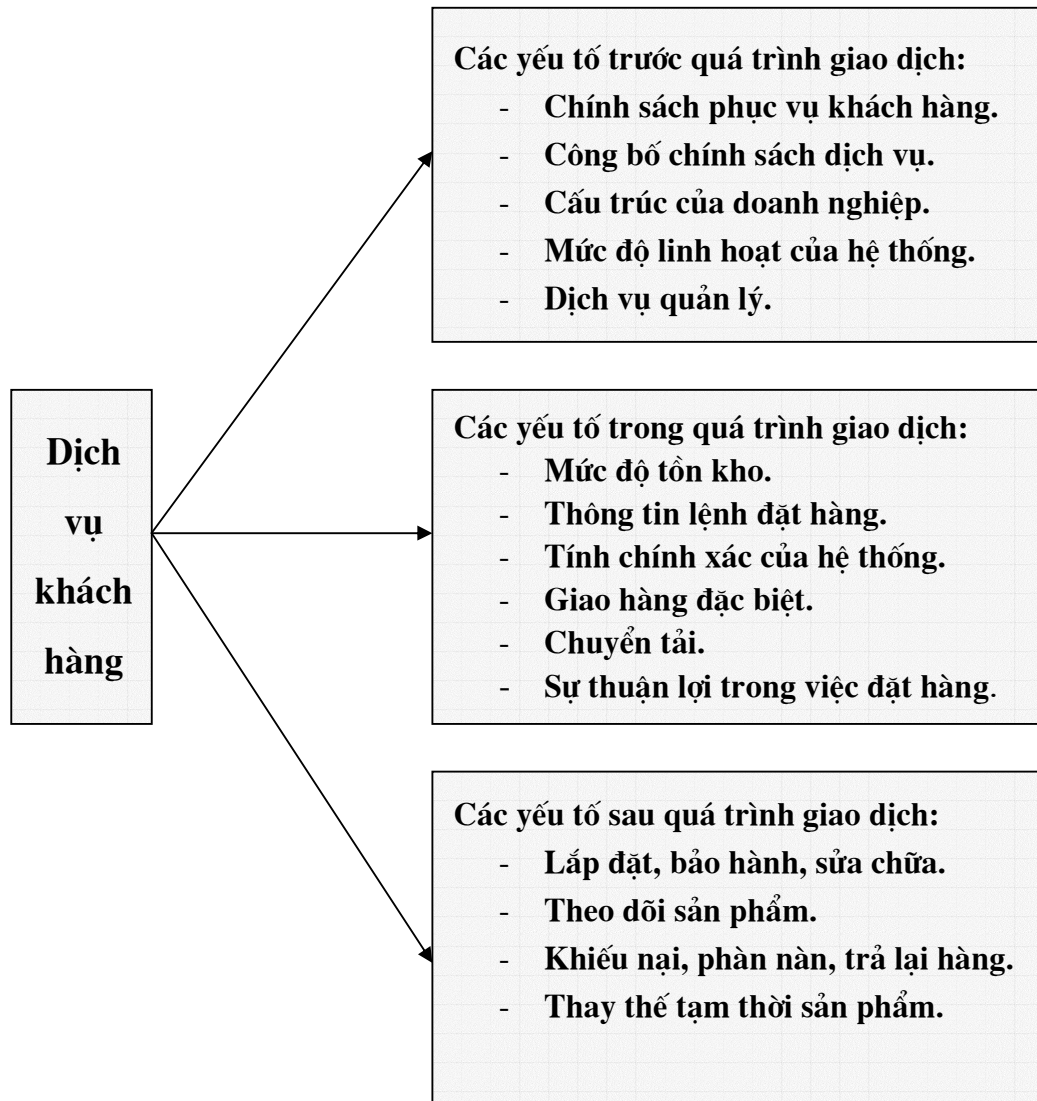 Các yếu tố trước quá trình giao dịch:
- Chính sách phục vụ khách hàng.
- Công bố chính sách dịch vụ.
- Cấu trúc của doanh nghiệp.
- Mức độ linh hoạt của hệ thống.
- Dịch vụ quản lý.
Dịch
vụ
khách
hàng
Các yếu tố trong quá trình giao dịch:
- Mức độ tồn kho.
- Thông tin lệnh đặt hàng.
- Tính chính xác của hệ thống.
- Giao hàng đặc biệt.
- Chuyển tải.
- Sự thuận lợi trong việc đặt hàng.
Các yếu tố sau quá trình giao dịch:
- Lắp đặt, bảo hành, sửa chữa.
- Theo dõi sản phẩm.
- Khiếu nại, phàn nàn, trả lại hàng.
- Thay thế tạm thời sản phẩm.